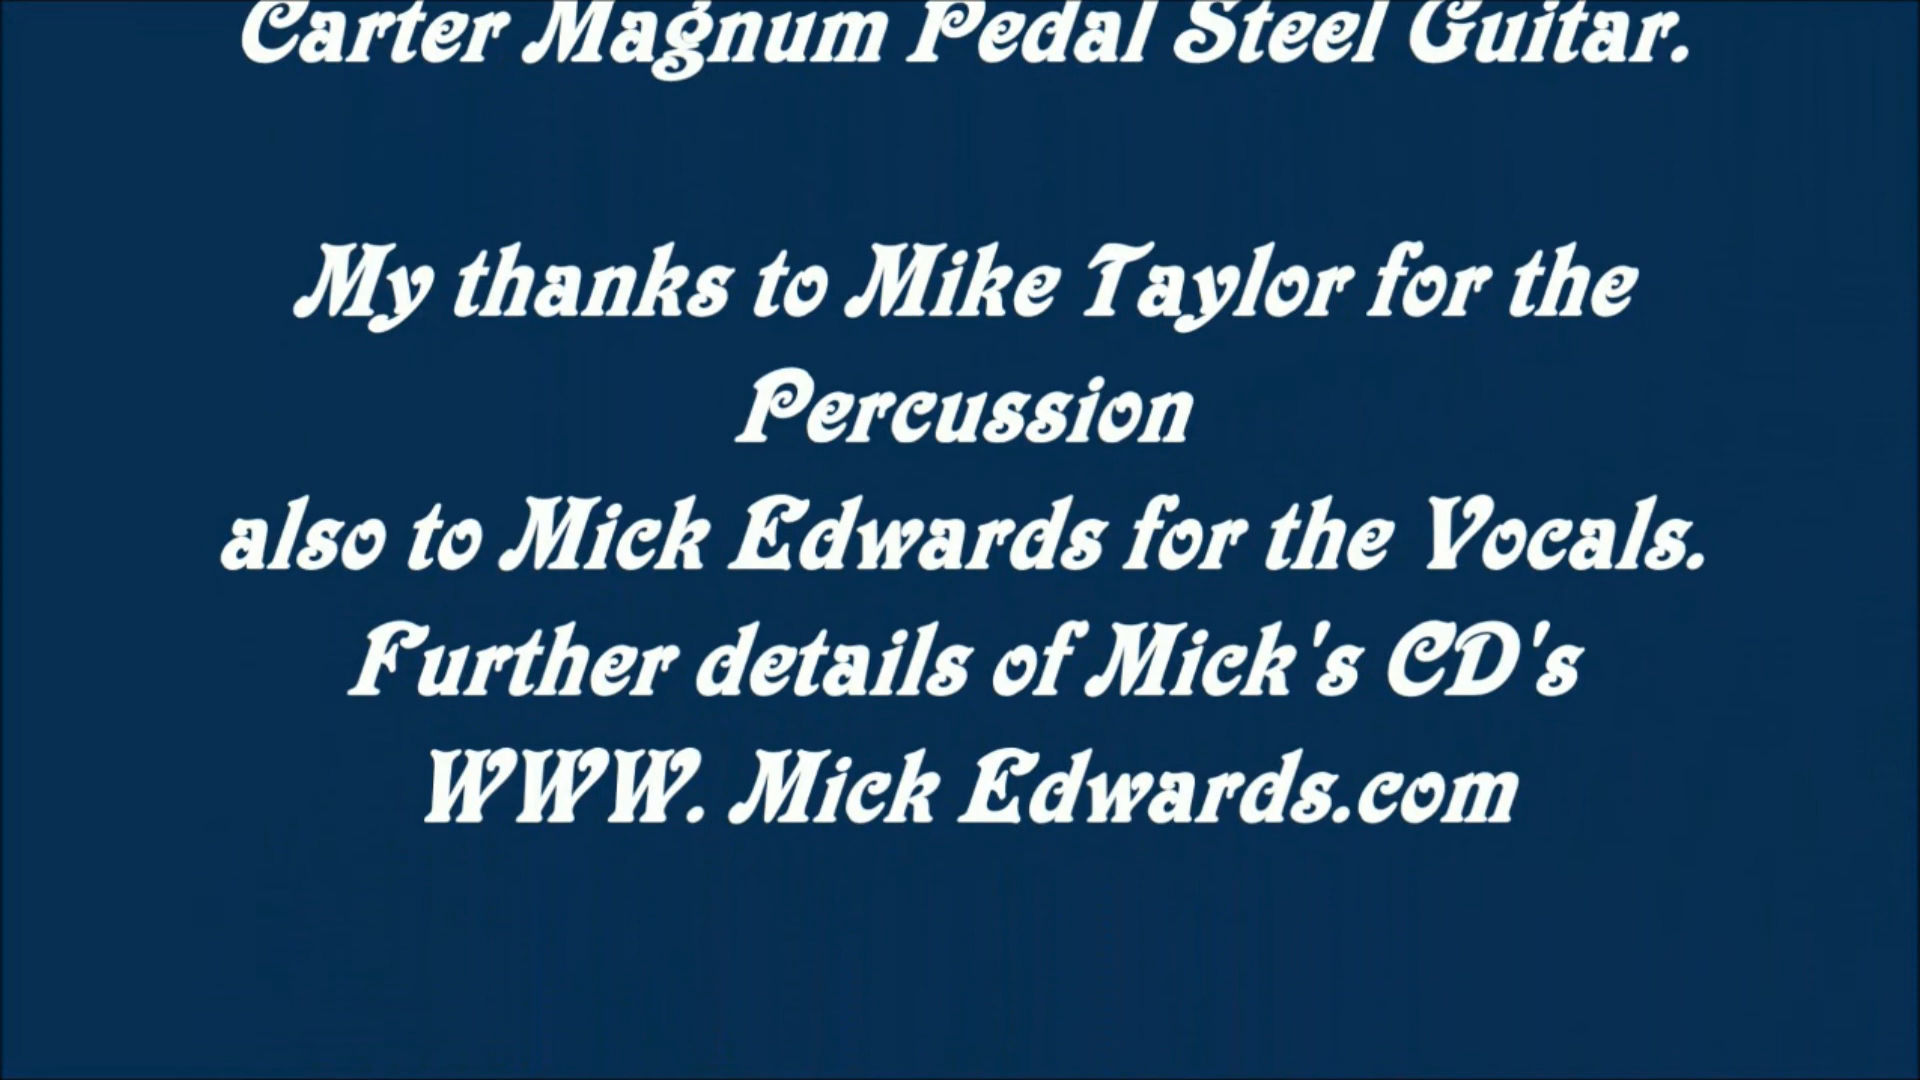 Carter Magnum Pedal Steel Guitar.
My thanks to Mike Taylor for the
Percussion
also to Mick Edwards for the Vocals.
Further details of Mick's CD's
WWW. Mick Edwards.com